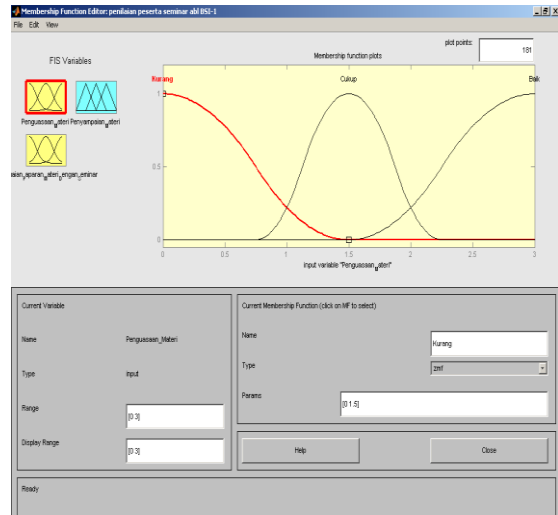 Membership Function Editor: penilaian peserta seminar abl BSI-1
File Edit View
FIS Variables
Penguasaan_Materi
Penyampaian_Materi
Membership function plots
plot points:
181
Kurang
Cukup
Baik
1
0.5
0
0
0.5
1
1.5
2
2.5
3
input variable "Penguasaan_Materi"
Current Variable
Name
Penguasaan_Materi
Type
input
Range
[0 3]
Display Range
[0 3]
Current Membership Function (click on MF to select)
Name
Kurang
Type
zmf
Params
[0 1.5]
Help
Close
Ready